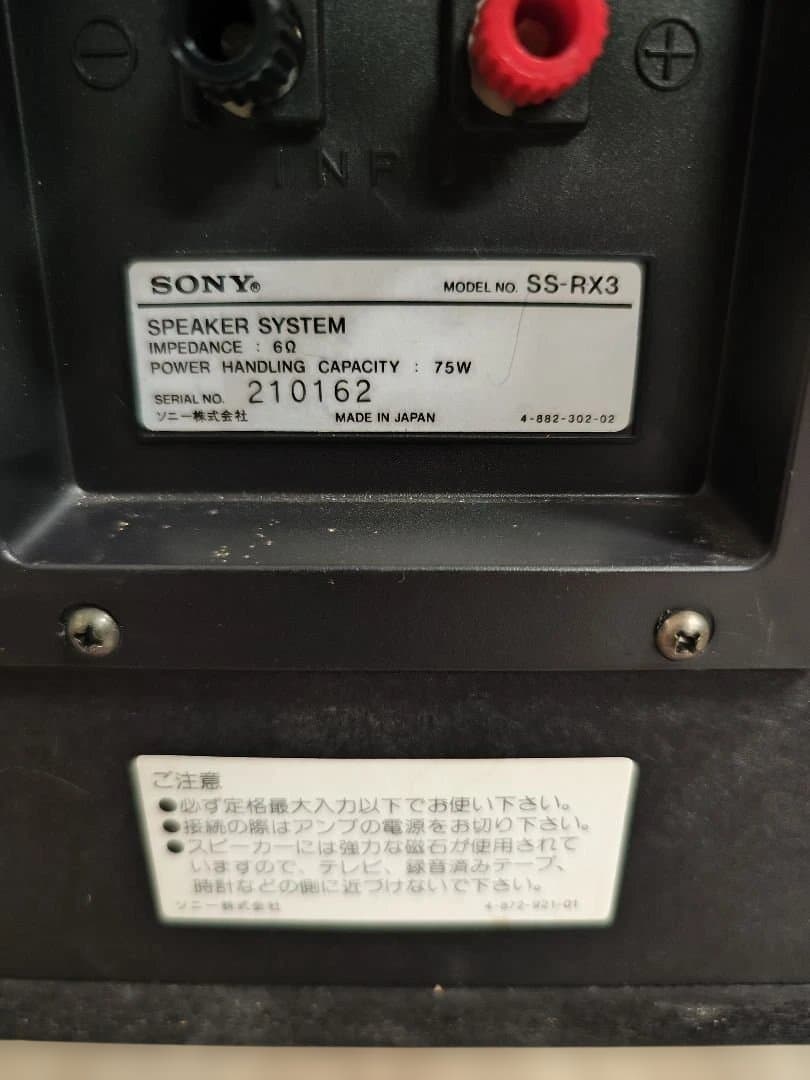 INP
SONY®
MODEL NO. SS-RX3
SPEAKER SYSTEM
IMPEDANCE : 6Ω
POWER HANDLING CAPACITY : 75W
SERIAL NO. 210162
ソニー株式会社 MADE IN JAPAN 4-882-302-02
ご注意
●必ず定格最大入力以下でお使い下さい。
●接続の際はアンプの電源をお切り下さい。
●スピーカーには強力な磁石が使用されて
いますので、テレビ、録音済みテープ、
時計などの側に近づけないで下さい。
ソニー株式会社 4-872-921-01